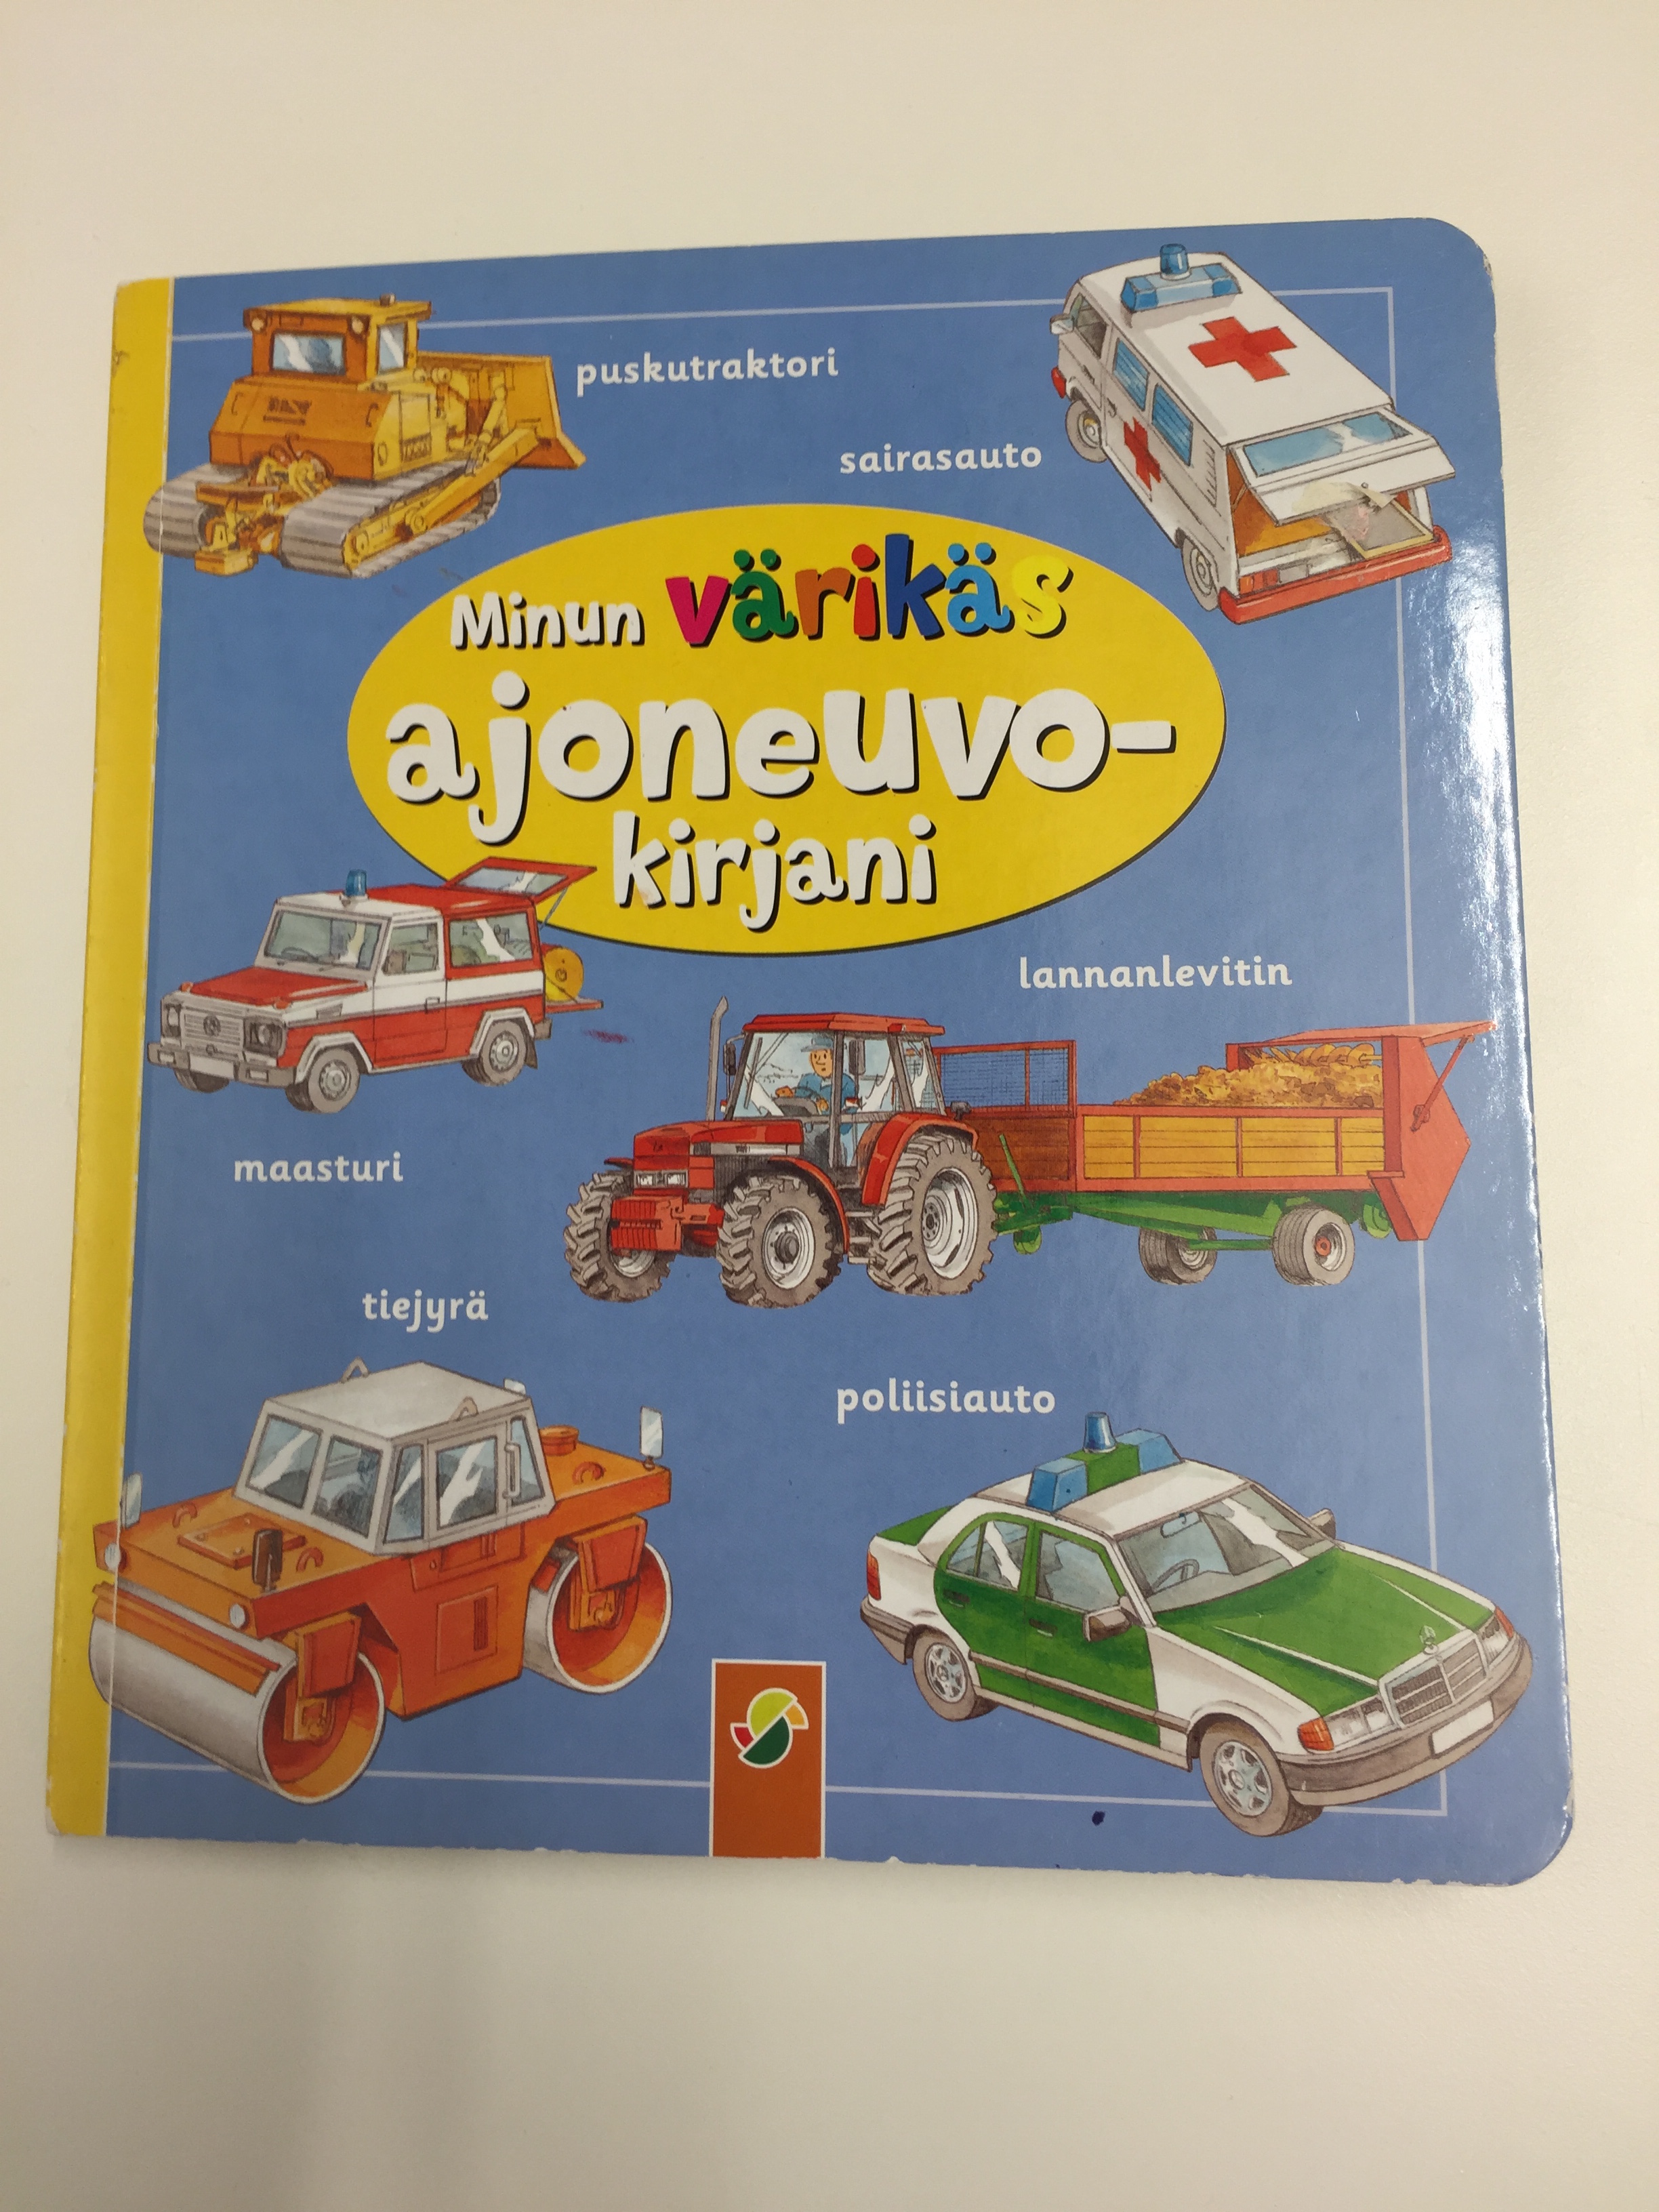 puskutraktori
sairasauto
Minun värikäs
ajoneuvo-
kirjani
lannanlevitin
maasturi
tiejyrä
poliisiauto